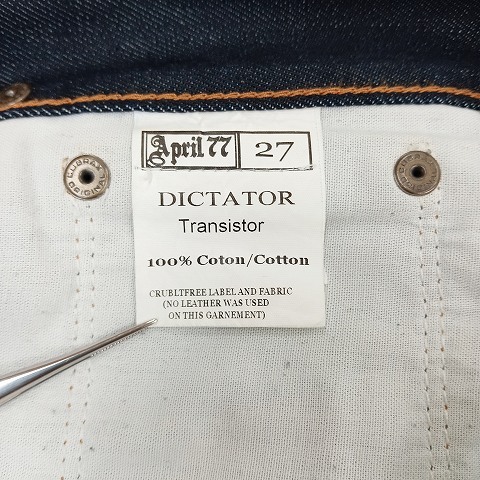 April 77 27
DICTATOR
Transistor
100% Coton/Cotton
CRUBLTFREE LABEL AND FABRIC
(NO LEATHER WAS USED
ON THIS GARNEMENT)
ORIGINAL